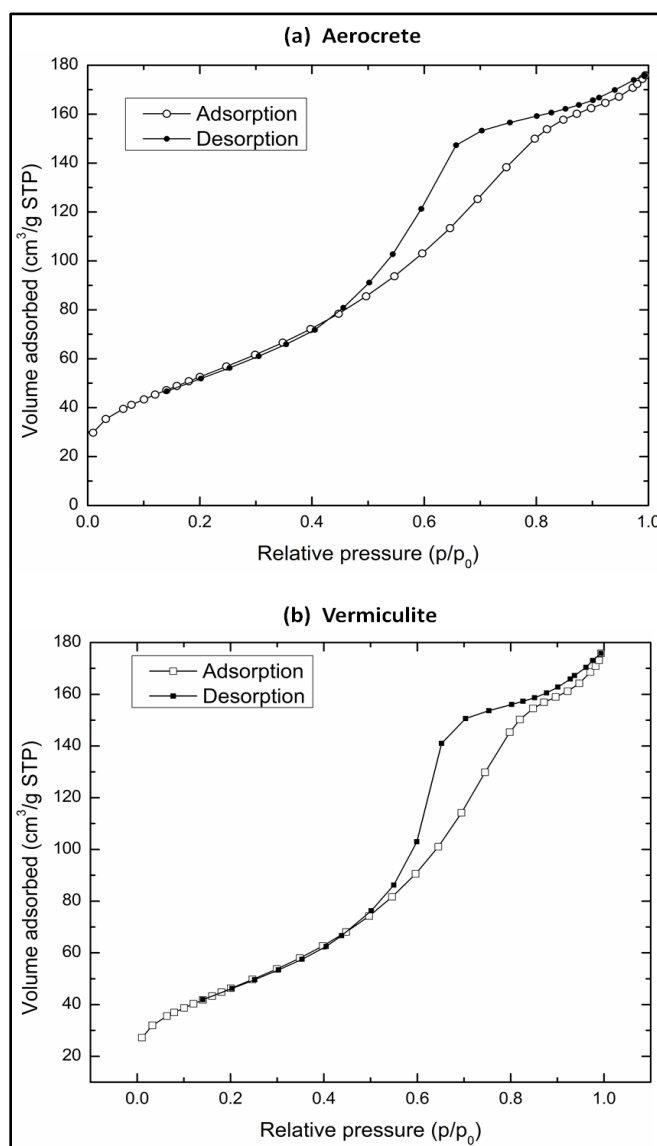 (a) Aerocrete
180
160
140
120
100
80
60
40
20
0
Volume adsorbed (cm³/g STP)
Adsorption
Desorption
0.0 0.2 0.4 0.6 0.8 1.0
Relative pressure (p/p₀)
(b) Vermiculite
180
160
140
120
100
80
60
40
20
Volume adsorbed (cm³/g STP)
Adsorption
Desorption
0.0 0.2 0.4 0.6 0.8 1.0
Relative pressure (p/p₀)